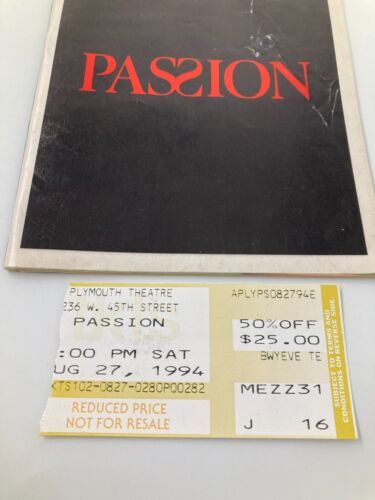 PASSION
PLYMOUTH THEATRE APLYPS082794E
236 W. 45TH STREET
PASSION 50%OFF
:00 PM SAT $25.00
UG 27, 1994 BWYEVE TE
KTS102-0827-0280P00282 MEZZ31
REDUCED PRICE
NOT FOR RESALE J 16
SUBJECT TO TERMS AND
CONDITIONS ON REVERSE SIDE.